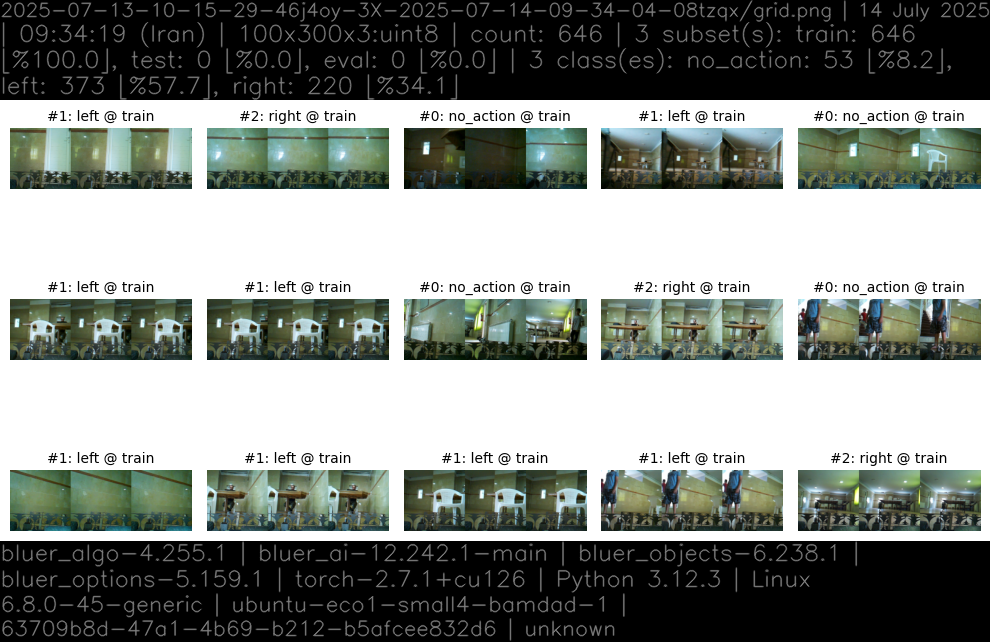 2025-07-13-10-15-29-46j4oy-3X-2025-07-14-09-34-04-08tzqx/grid.png | 14 July 2025
| 09:34:19 (Iran) | 100x300x3:uint8 | count: 646 | 3 subset(s): train: 646
[%100.0], test: 0 [%0.0], eval: 0 [%0.0] | 3 class(es): no_action: 53 [%8.2],
left: 373 [%57.7], right: 220 [%34.1]
#1: left @ train #2: right @ train #0: no_action @ train #1: left @ train #0: no_action @ train
#1: left @ train #1: left @ train #0: no_action @ train #2: right @ train #0: no_action @ train
#1: left @ train #1: left @ train #1: left @ train #1: left @ train #2: right @ train
bluer_algo-4.255.1 | bluer_ai-12.242.1-main | bluer_objects-6.238.1 |
bluer_options-5.159.1 | torch-2.7.1+cu126 | Python 3.12.3 | Linux
6.8.0-45-generic | ubuntu-eco1-small4-bamdad-1 |
63709b8d-47a1-4b69-b212-b5afcee832d6 | unknown